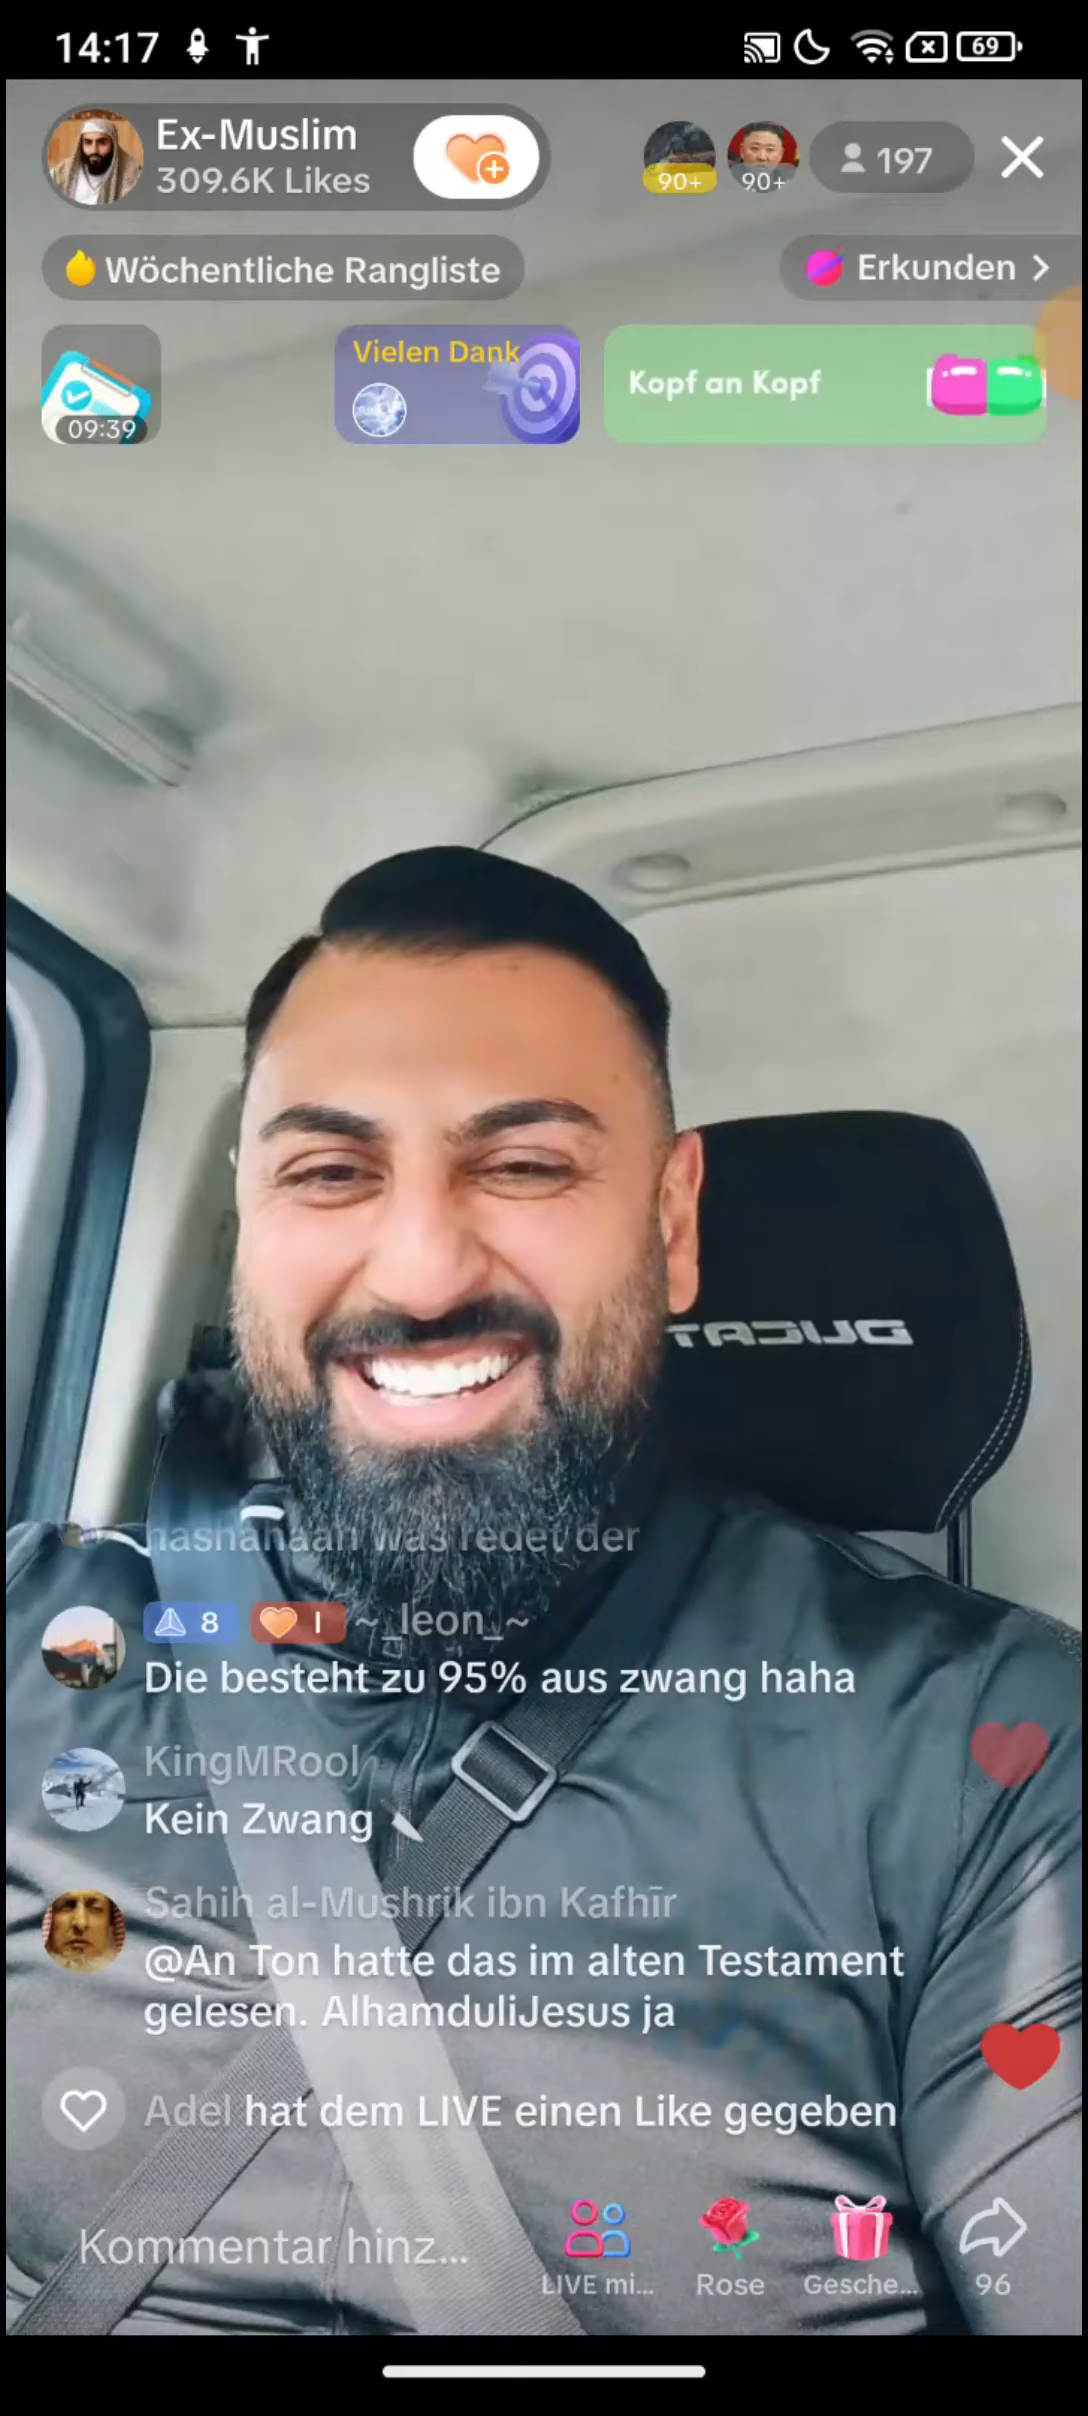 14:17
69
Ex-Muslim
309.6K Likes
90+
90+
197
Wöchentliche Rangliste
Erkunden >
09:39
Vielen Dank
Kopf an Kopf
DUCAT
was redet der
8 I ~_leon_~
Die besteht zu 95% aus zwang haha
KingMRool
Kein Zwang
Sahih al-Mushrik ibn Kafhīr
@An Ton hatte das im alten Testament
gelesen. AlhamduliJesus ja
Adel hat dem LIVE einen Like gegeben
Kommentar hinz...
LIVE mi...
Rose
Gesche...
96